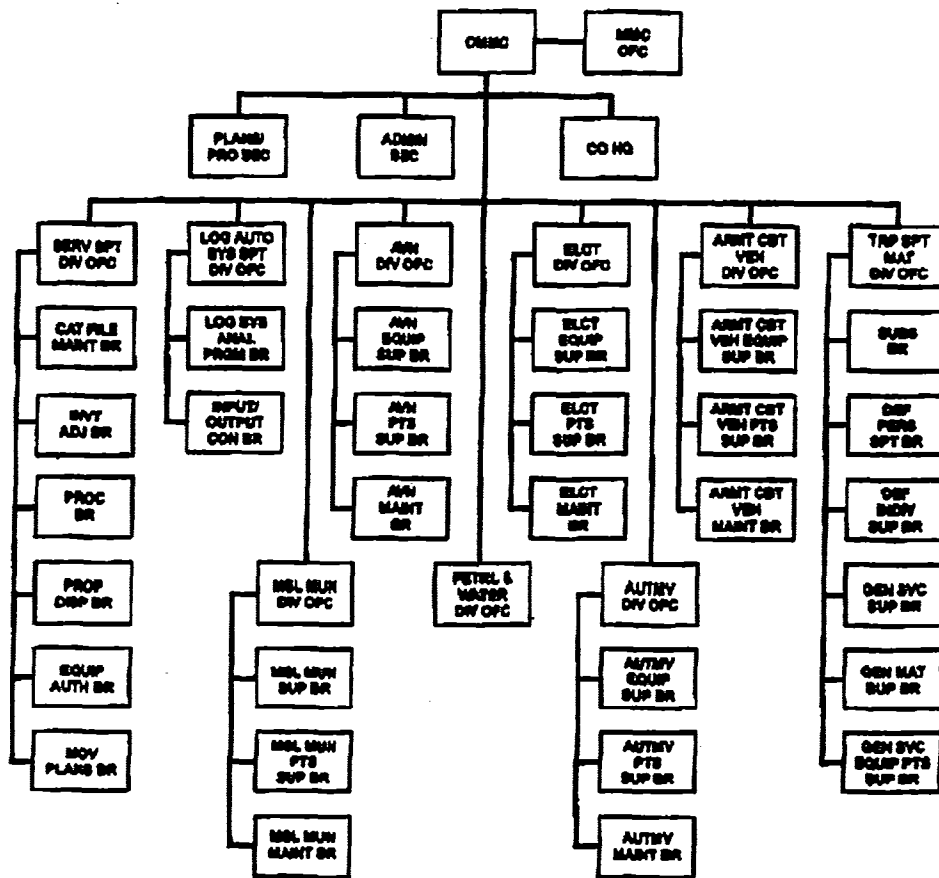 CMMC
MMC
OFC
PLANS/
PRO SEC
ADMIN
SEC
CO HQ
SERV SPT
DIV OFC
LOG AUTO
SYS SPT
DIV OFC
AVN
DIV OFC
ELCT
DIV OFC
ARMT CBT
VEH
DIV OFC
TRP SPT
MAT
DIV OFC
CAT FILE
MAINT BR
LOG SYS
ANAL
PRGM BR
AVN
EQUIP
SUP BR
ELCT
EQUIP
SUP BR
ARMT CBT
VEH EQUIP
SUP BR
SUBS
BR
INVT
ADJ BR
INPUT/
OUTPUT
CON BR
AVN
PTS
SUP BR
ELCT
PTS
SUP BR
ARMT CBT
VEH PTS
SUP BR
PERS
SPT BR
PROC
BR
AVN
MAINT
BR
ELCT
MAINT
BR
ARMT CBT
VEH
MAINT BR
INDIV
SUP BR
PROP
DISP BR
MSL MUN
DIV OFC
PETRL &
WATER
DIV OFC
AUTMV
DIV OFC
GEN SVC
SUP BR
EQUIP
AUTH BR
MSL MUN
SUP BR
AUTMV
EQUIP
SUP BR
GEN MAT
SUP BR
MOV
PLANS BR
MSL MUN
PTS
SUP BR
AUTMV
PTS
SUP BR
GEN SVC
EQUIP PTS
SUP BR
MSL MUN
MAINT BR
AUTMV
MAINT BR